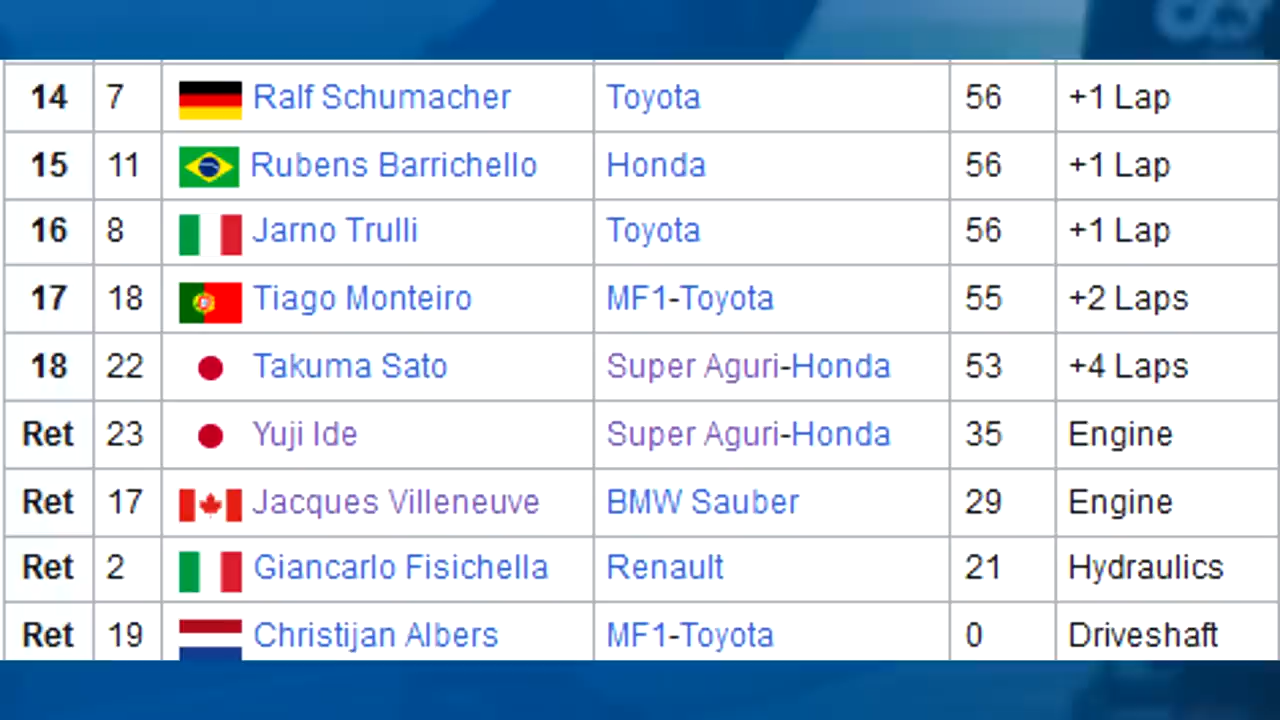 14 7 Ralf Schumacher Toyota 56 +1 Lap
15 11 Rubens Barrichello Honda 56 +1 Lap
16 8 Jarno Trulli Toyota 56 +1 Lap
17 18 Tiago Monteiro MF1-Toyota 55 +2 Laps
18 22 Takuma Sato Super Aguri-Honda 53 +4 Laps
Ret 23 Yuji Ide Super Aguri-Honda 35 Engine
Ret 17 Jacques Villeneuve BMW Sauber 29 Engine
Ret 2 Giancarlo Fisichella Renault 21 Hydraulics
Ret 19 Christijan Albers MF1-Toyota 0 Driveshaft